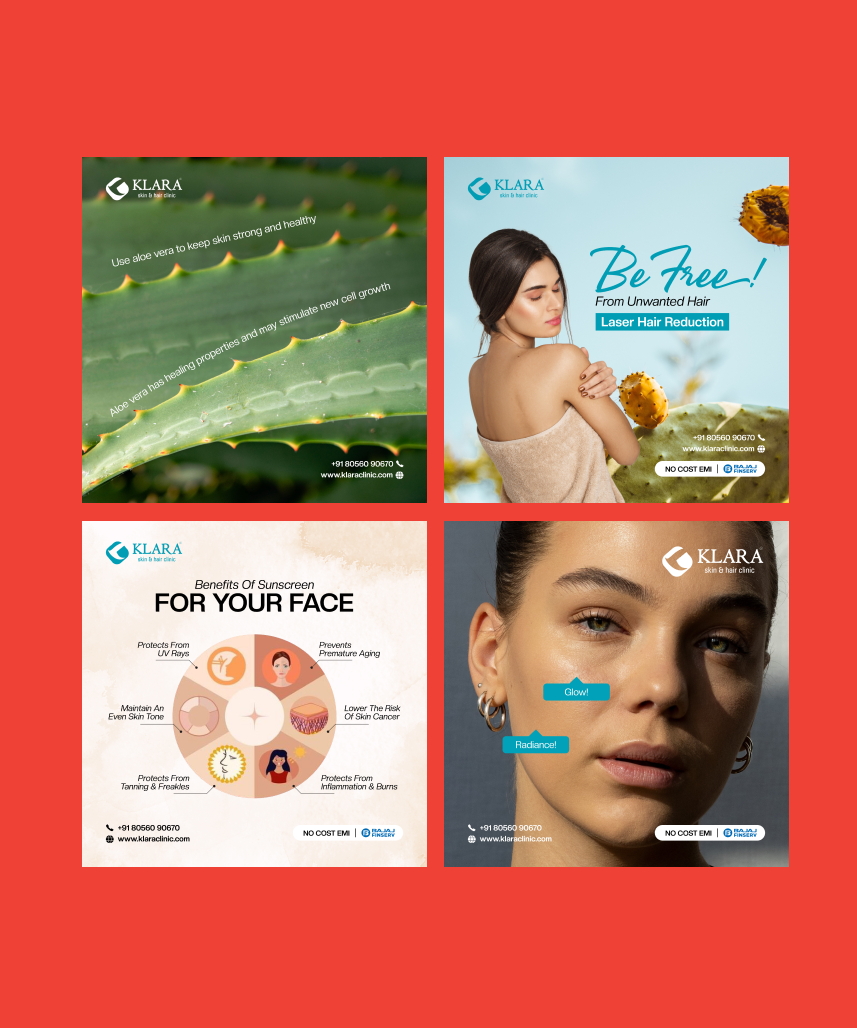 KLARA
skin & hair clinic
Use aloe vera to keep skin strong and healthy
Aloe vera has healing properties and may stimulate new cell growth
+91 80560 90670
www.klaraclinic.com
KLARA
skin & hair clinic
Be Free!
From Unwanted Hair
Laser Hair Reduction
+91 80560 90670
www.klaraclinic.com
NO COST EMI | BAJAJ
FINSERV
KLARA
skin & hair clinic
Benefits Of Sunscreen
FOR YOUR FACE
Protects From
UV Rays
Prevents
Premature Aging
Maintain An
Even Skin Tone
Lower The Risk
Of Skin Cancer
Protects From
Tanning & Freakles
Protects From
Inflammation & Burns
+91 80560 90670
www.klaraclinic.com
NO COST EMI | BAJAJ
FINSERV
KLARA
skin & hair clinic
Glow!
Radiance!
+91 80560 90670
www.klaraclinic.com
NO COST EMI | BAJAJ
FINSERV